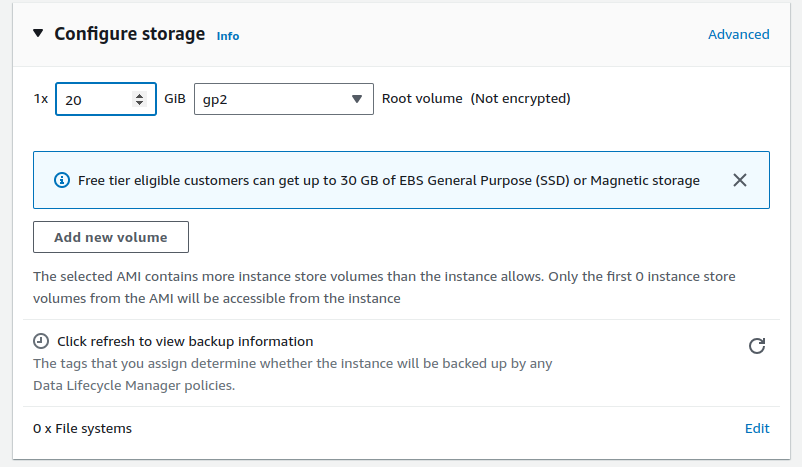 Configure storage Info Advanced
1x 20 GiB gp2 Root volume (Not encrypted)
Free tier eligible customers can get up to 30 GB of EBS General Purpose (SSD) or Magnetic storage
Add new volume
The selected AMI contains more instance store volumes than the instance allows. Only the first 0 instance store
volumes from the AMI will be accessible from the instance
Click refresh to view backup information
The tags that you assign determine whether the instance will be backed up by any
Data Lifecycle Manager policies.
0 x File systems Edit